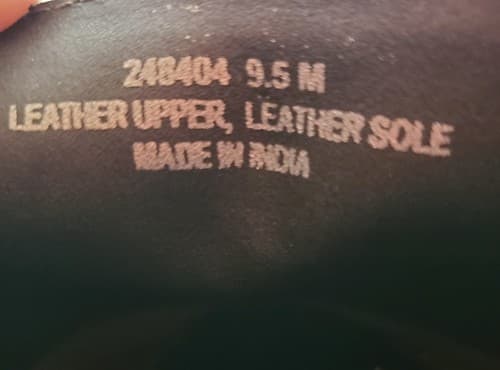 248404 9.5 M
LEATHER UPPER, LEATHER SOLE
MADE IN INDIA